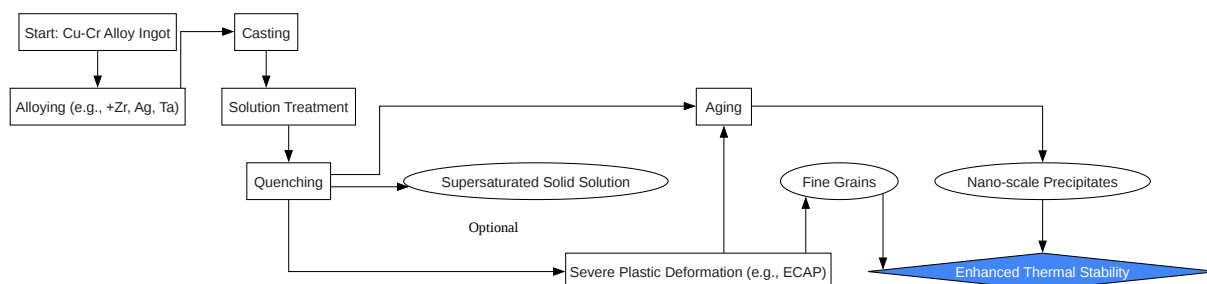 Start: Cu-Cr Alloy Ingot
Casting
Alloying (e.g., +Zr, Ag, Ta)
Solution Treatment
Aging
Quenching
Supersaturated Solid Solution
Fine Grains
Nano-scale Precipitates
Optional
Severe Plastic Deformation (e.g., ECAP)
Enhanced Thermal Stability